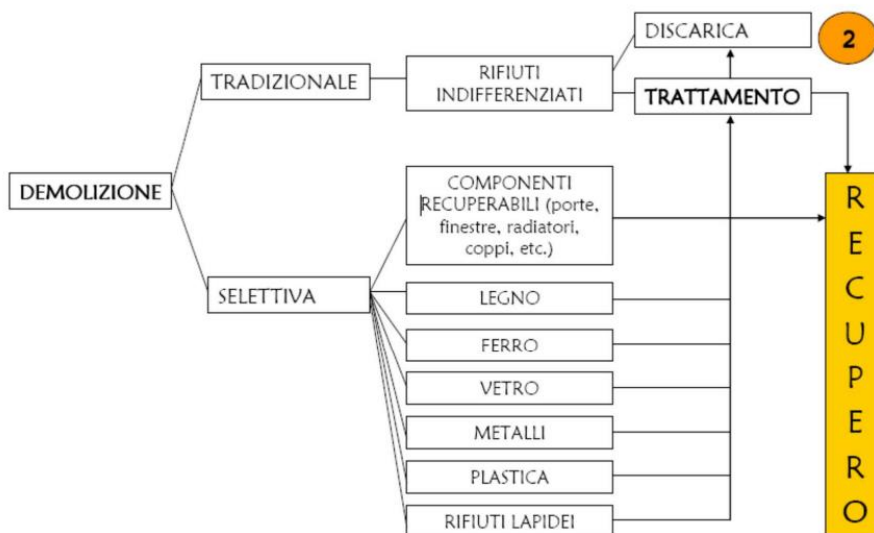 DISCARICA
2
TRADIZIONALE
RIFIUTI
INDIFFERENZIATI
TRATTAMENTO
DEMOLIZIONE
COMPONENTI
RECUPERABILI (porte,
finestre, radiatori,
coppi, etc.)
SELETTIVA
LEGNO
FERRO
VETRO
METALLI
PLASTICA
RIFIUTI LAPIDEI
R
E
C
U
P
E
R
O